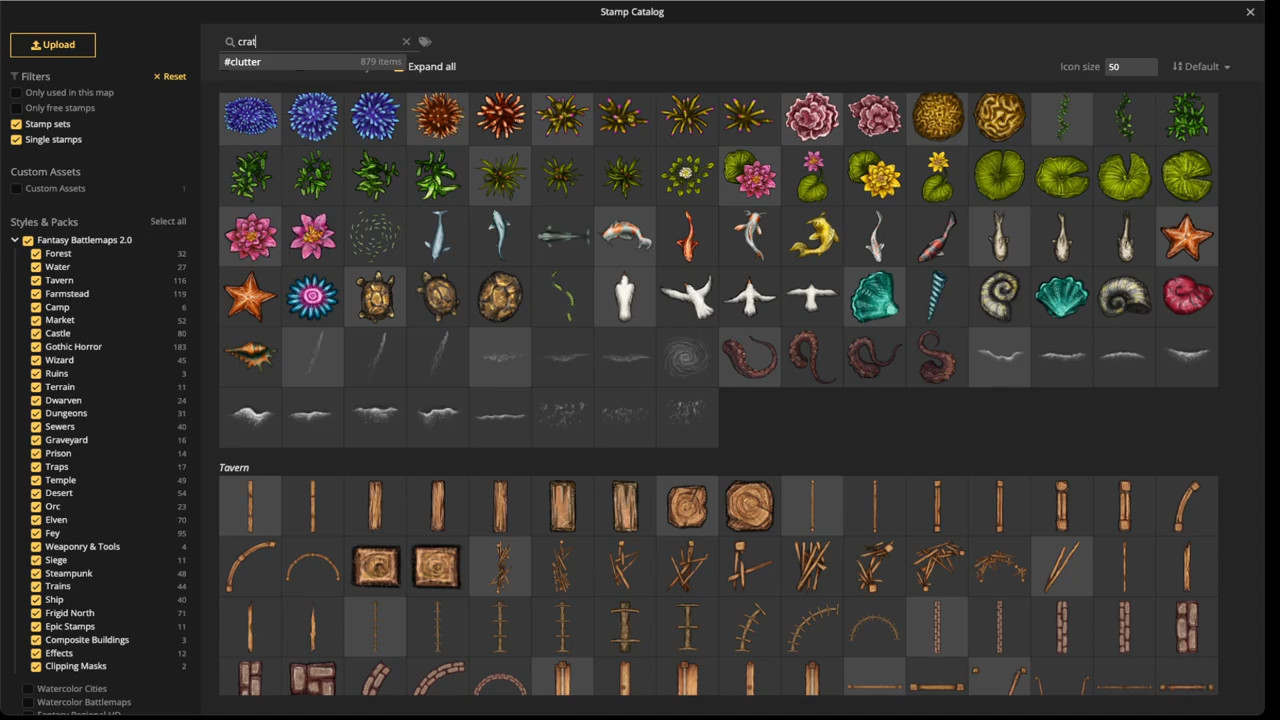 Stamp Catalog
Upload
crat
#clutter 879 items
Expand all
Icon size 50
Default
Filters
Reset
Only used in this map
Only free stamps
Stamp sets
Single stamps
Custom Assets
Custom Assets 1
Styles & Packs Select all
Fantasy Battlemaps 2.0
Forest 32
Water 27
Tavern 116
Farmstead 119
Camp 6
Market 52
Castle 80
Gothic Horror 183
Wizard 45
Ruins 3
Terrain 11
Dwarven 24
Dungeons 31
Sewers 40
Graveyard 16
Prison 14
Traps 17
Temple 49
Desert 54
Orc 23
Elven 70
Fey 95
Weaponry & Tools 4
Siege 11
Steampunk 48
Trains 44
Ship 40
Frigid North 71
Epic Stamps 11
Composite Buildings 3
Effects 12
Clipping Masks 2
Watercolor Cities
Watercolor Battlemaps
Tavern